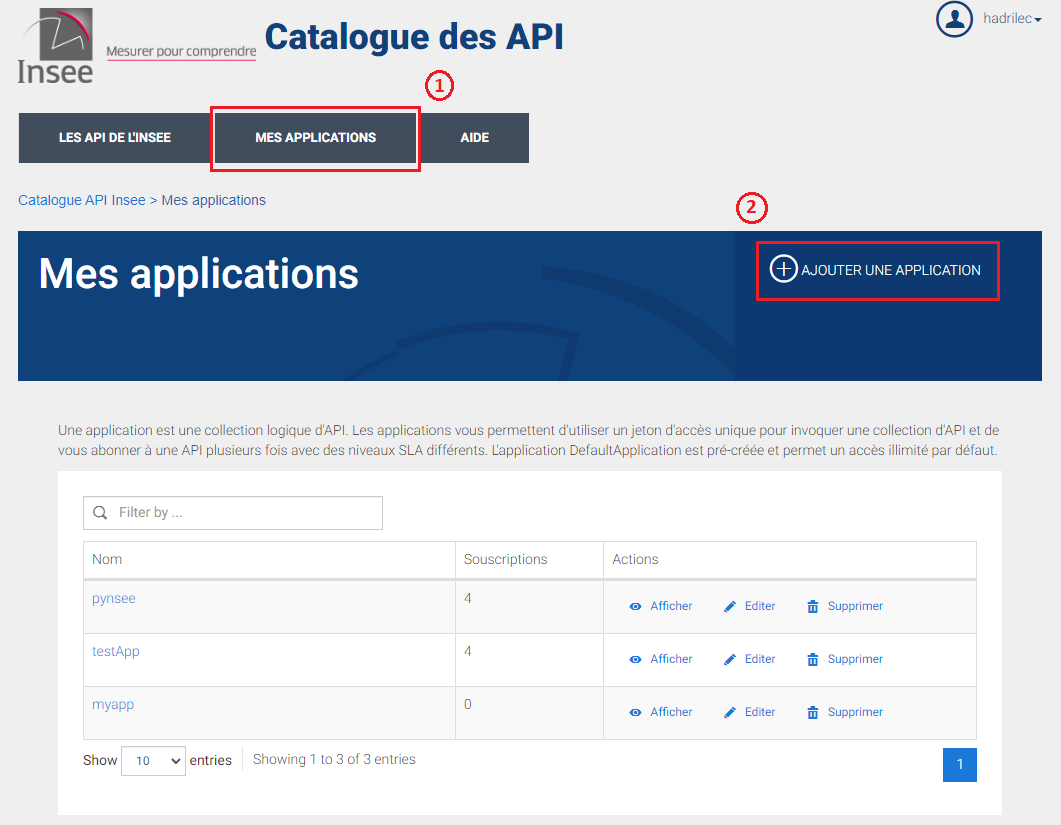 Insee
Mesurer pour comprendre
Catalogue des API
hadrilec
1
LES API DE L'INSEE MES APPLICATIONS AIDE
Catalogue API Insee > Mes applications
2
Mes applications
AJOUTER UNE APPLICATION
Une application est une collection logique d'API. Les applications vous permettent d'utiliser un jeton d'accès unique pour invoquer une collection d'API et de
vous abonner à une API plusieurs fois avec des niveaux SLA différents. L'application DefaultApplication est pré-créée et permet un accès illimité par défaut.
Filter by ...
Nom Souscriptions Actions
pynsee 4 Afficher Editer Supprimer
testApp 4 Afficher Editer Supprimer
myapp 0 Afficher Editer Supprimer
Show 10 entries Showing 1 to 3 of 3 entries 1